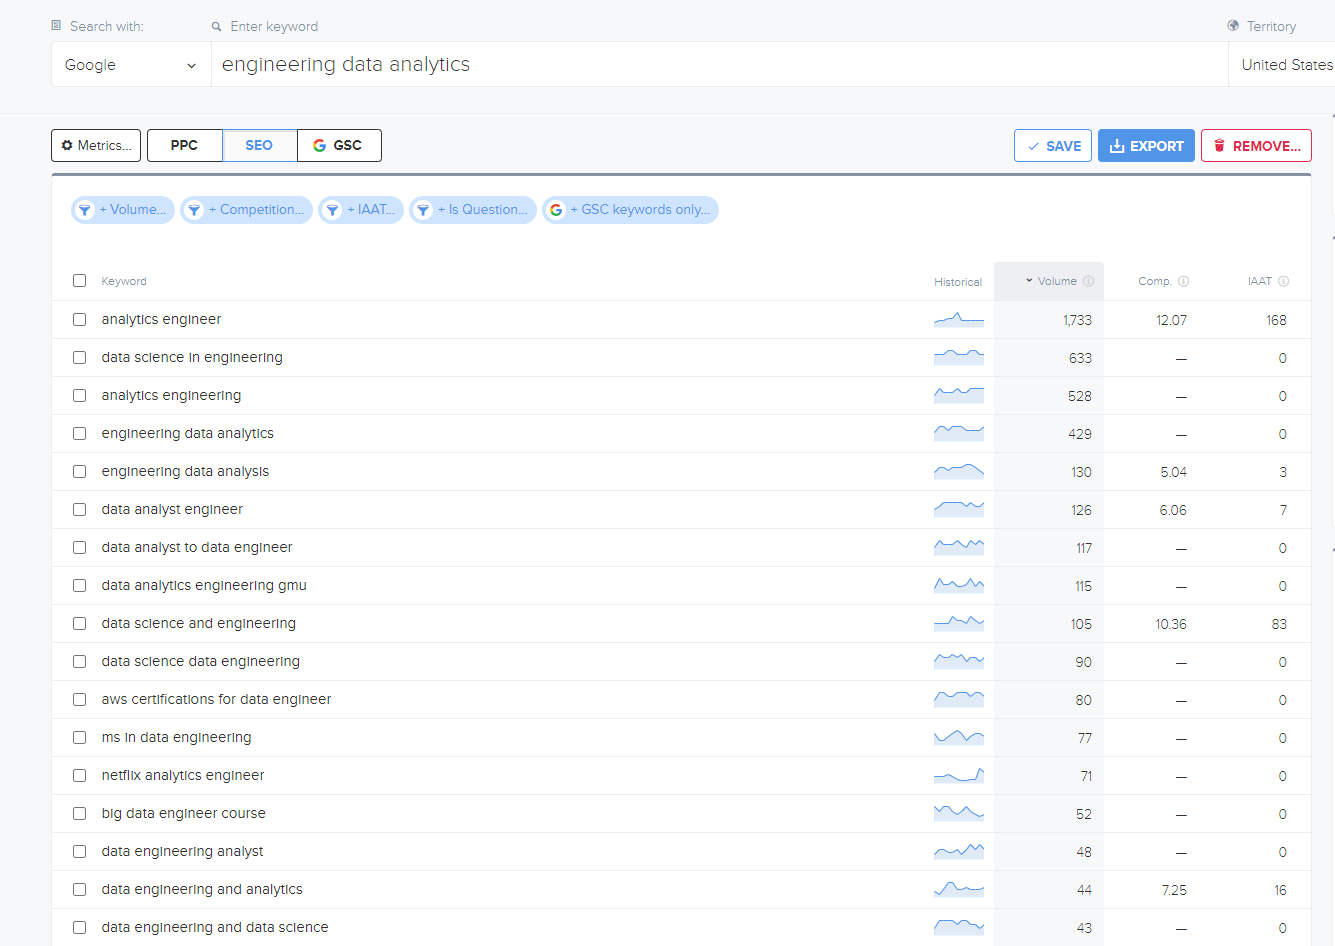 Search with: Enter keyword Territory
Google engineering data analytics United States
Metrics... PPC SEO GSC SAVE EXPORT REMOVE...
+ Volume... + Competition... + IAAT... + Is Question... + GSC keywords only...
Keyword Historical Volume Comp. IAAT
analytics engineer 1,733 12.07 168
data science in engineering 633 — 0
analytics engineering 528 — 0
engineering data analytics 429 — 0
engineering data analysis 130 5.04 3
data analyst engineer 126 6.06 7
data analyst to data engineer 117 — 0
data analytics engineering gmu 115 — 0
data science and engineering 105 10.36 83
data science data engineering 90 — 0
aws certifications for data engineer 80 — 0
ms in data engineering 77 — 0
netflix analytics engineer 71 — 0
big data engineer course 52 — 0
data engineering analyst 48 — 0
data engineering and analytics 44 7.25 16
data engineering and data science 43 — 0